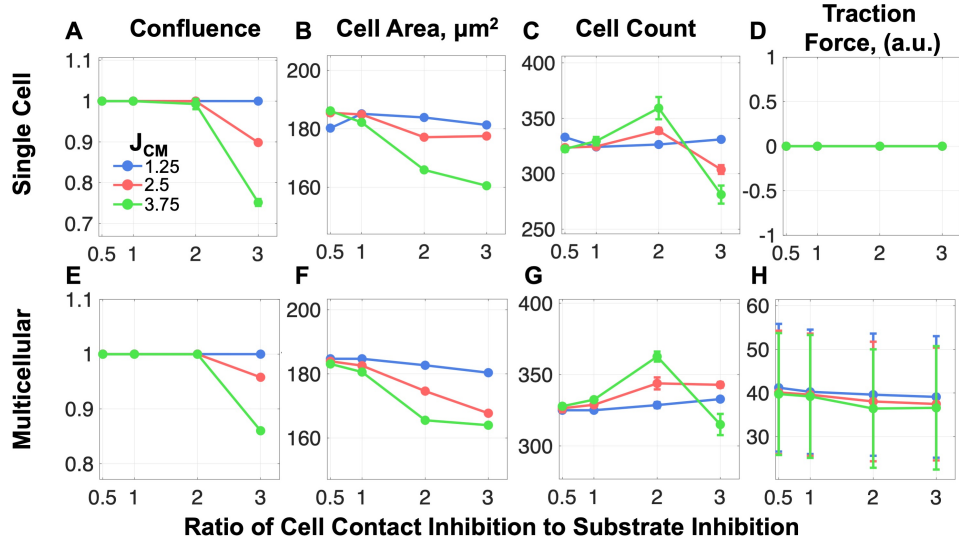 A Confluence
B Cell Area, μm²
C Cell Count
D Traction Force, (a.u.)
Single Cell
1.1
1
0.9
0.8
0.7
J_CM
1.25
2.5
3.75
0.5 1 2 3
200
180
160
0.5 1 2 3
400
350
300
250
0.5 1 2 3
1
0.5
0
-0.5
-1
0.5 1 2 3
Multicellular
E
1.1
1
0.9
0.8
0.5 1 2 3
F
200
180
160
0.5 1 2 3
G
400
350
300
0.5 1 2 3
H
60
50
40
30
0.5 1 2 3
Ratio of Cell Contact Inhibition to Substrate Inhibition